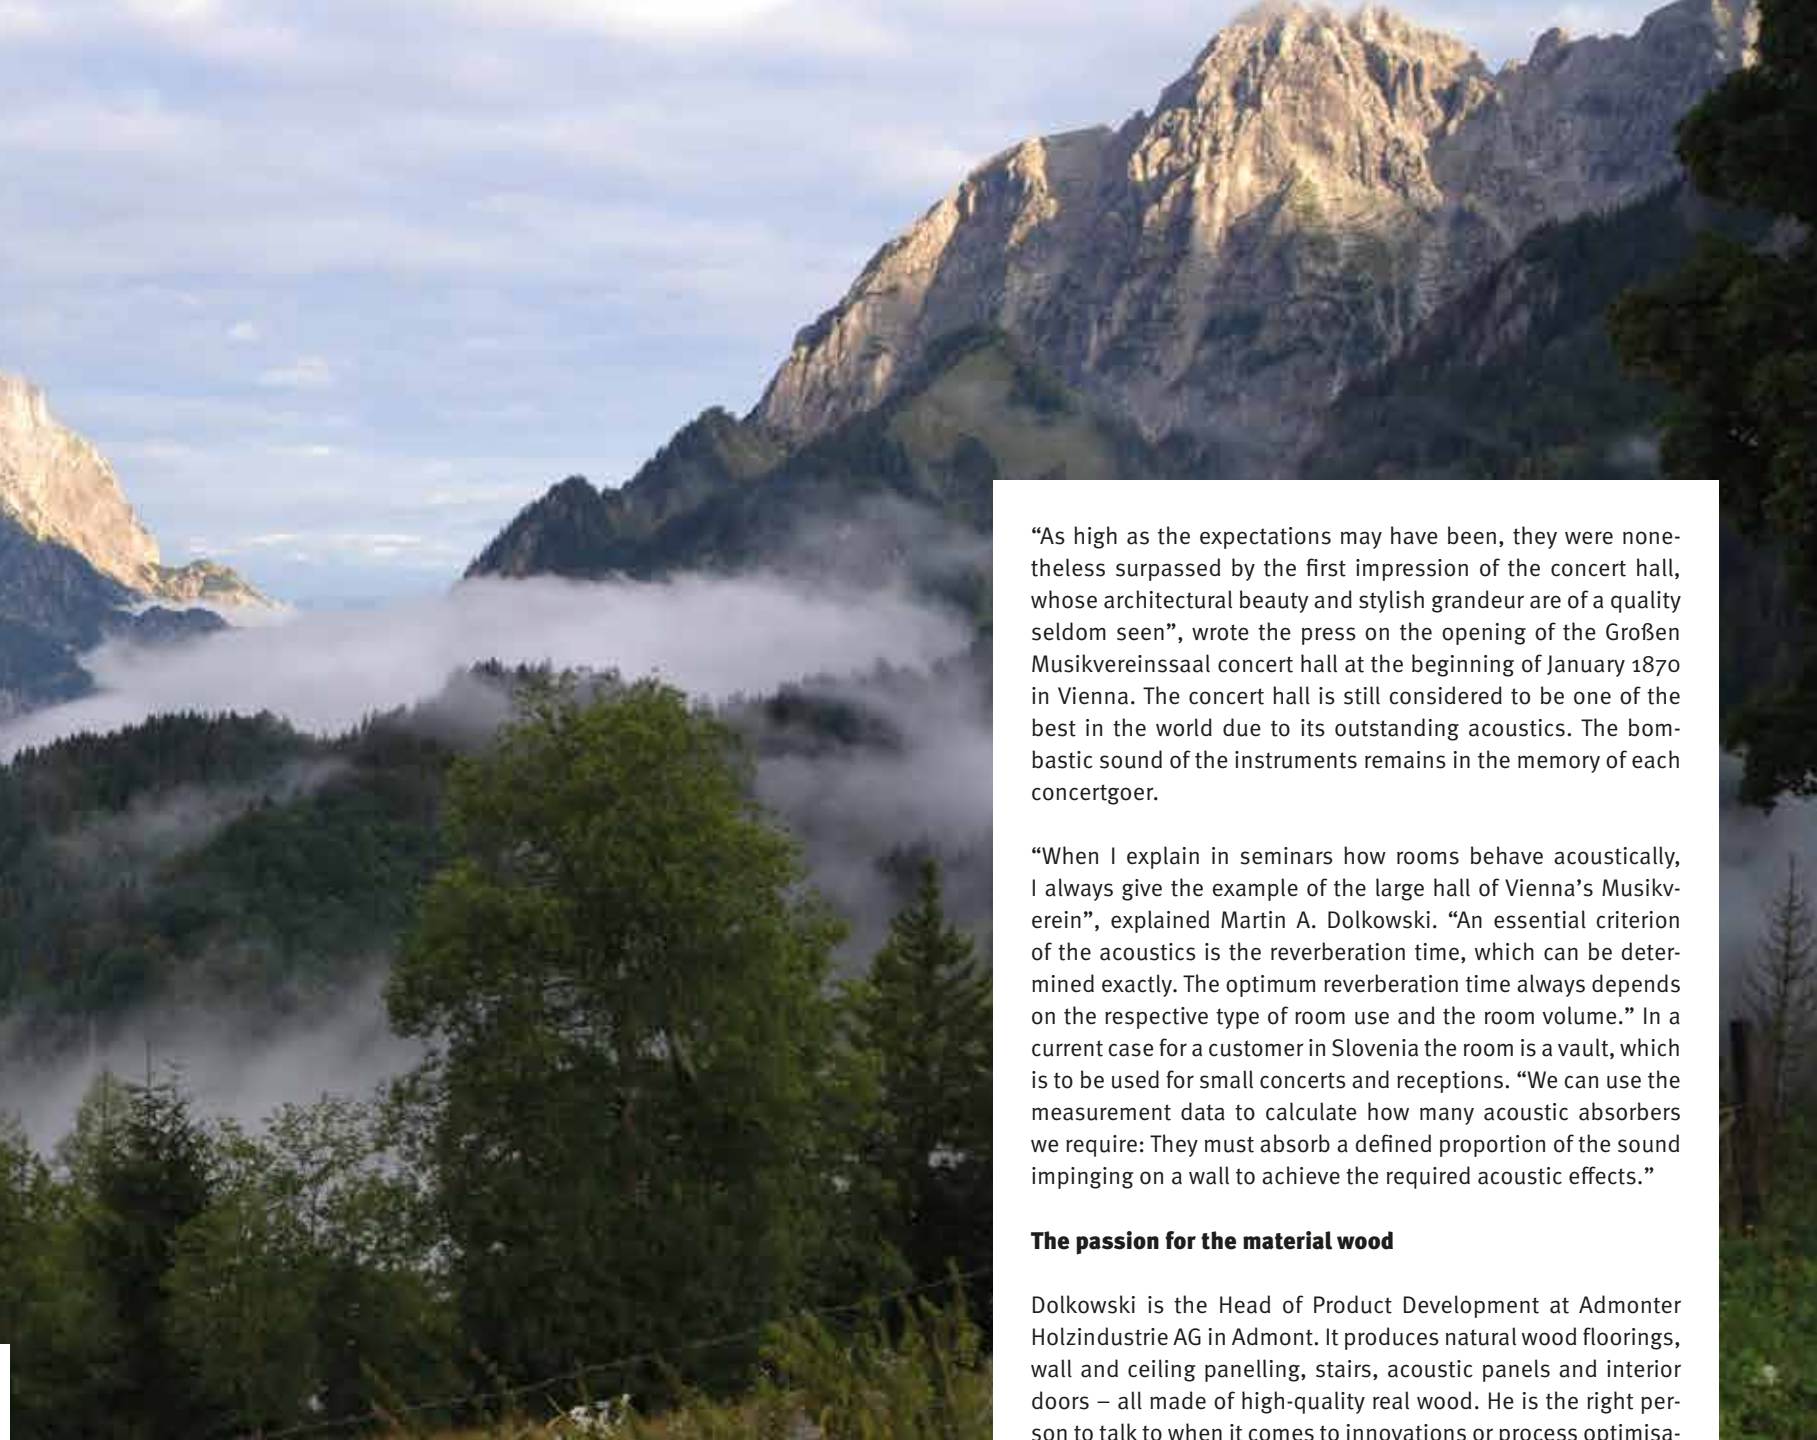 “As high as the expectations may have been, they were none-
theless surpassed by the first impression of the concert hall,
whose architectural beauty and stylish grandeur are of a quality
seldom seen”, wrote the press on the opening of the Großen
Musikvereinssaal concert hall at the beginning of January 1870
in Vienna. The concert hall is still considered to be one of the
best in the world due to its outstanding acoustics. The bom-
bastic sound of the instruments remains in the memory of each
concertgoer.
“When I explain in seminars how rooms behave acoustically,
I always give the example of the large hall of Vienna’s Musikv-
erein”, explained Martin A. Dolkowski. “An essential criterion
of the acoustics is the reverberation time, which can be deter-
mined exactly. The optimum reverberation time always depends
on the respective type of room use and the room volume.” In a
current case for a customer in Slovenia the room is a vault, which
is to be used for small concerts and receptions. “We can use the
measurement data to calculate how many acoustic absorbers
we require: They must absorb a defined proportion of the sound
impinging on a wall to achieve the required acoustic effects.”
The passion for the material wood
Dolkowski is the Head of Product Development at Admonter
Holzindustrie AG in Admont. It produces natural wood floorings,
wall and ceiling panelling, stairs, acoustic panels and interior
doors – all made of high-quality real wood. He is the right per-
son to talk to when it comes to innovations or process optimisa-